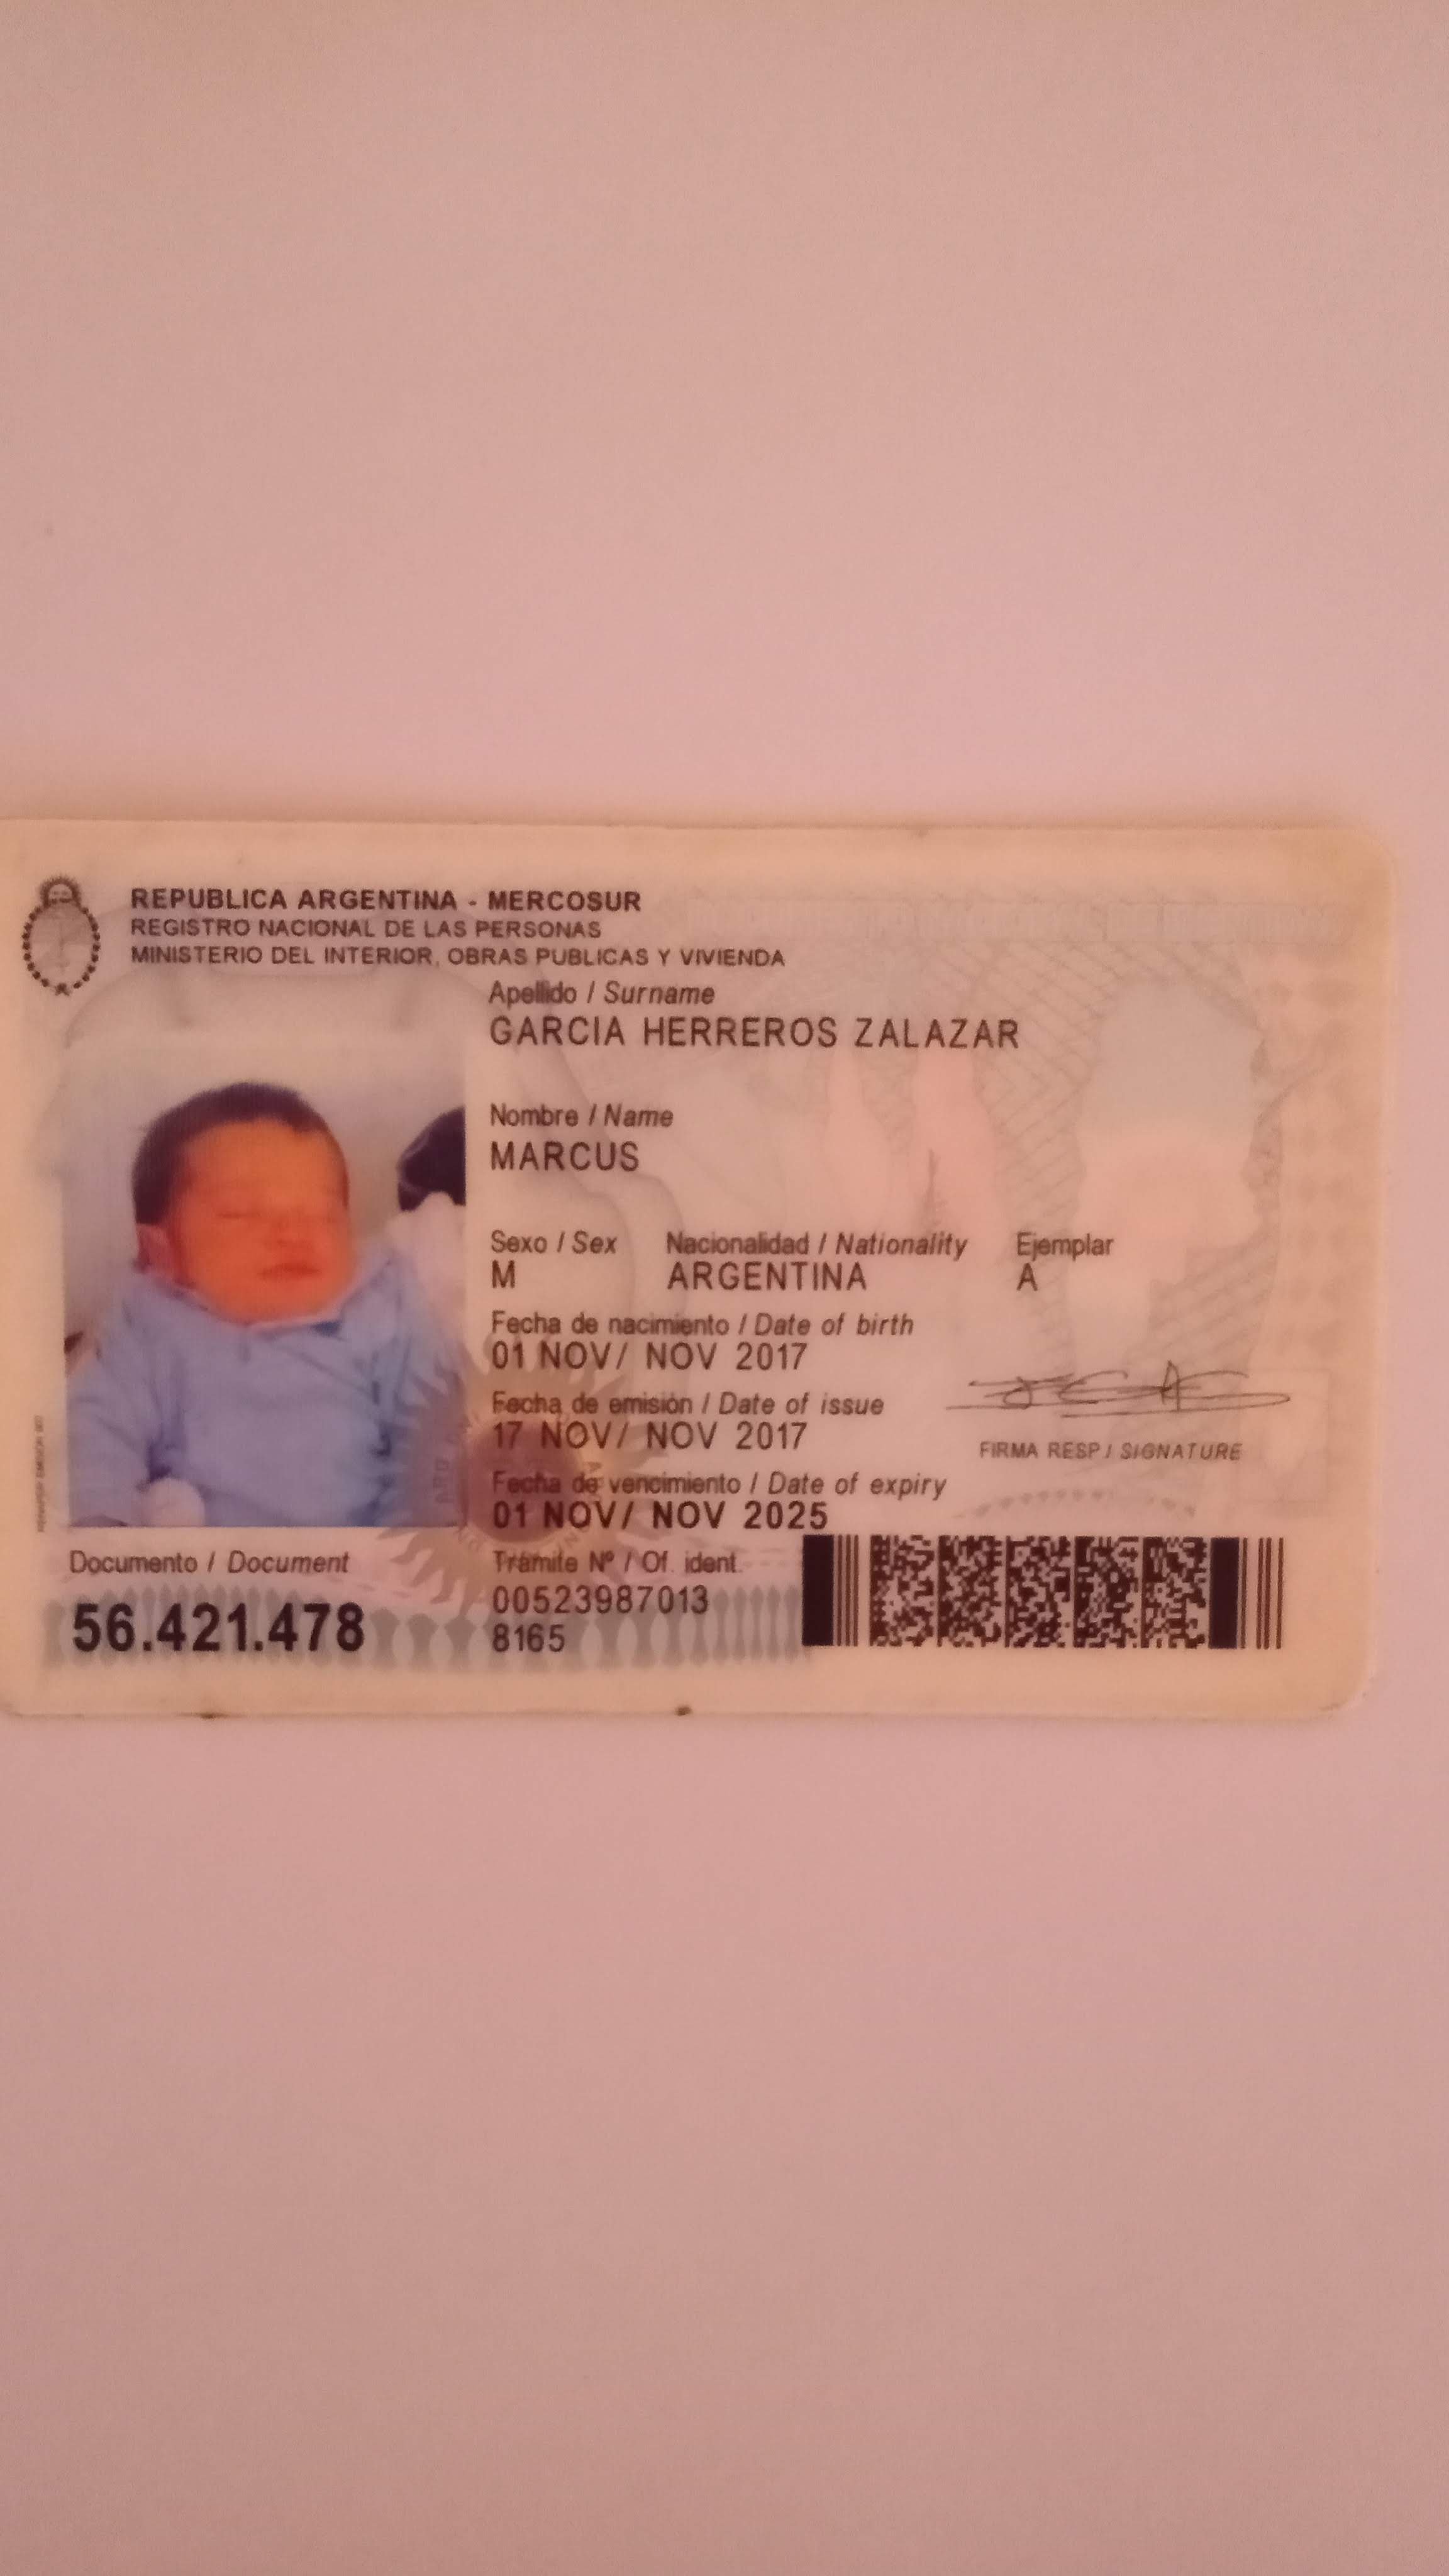 REPUBLICA ARGENTINA - MERCOSUR
REGISTRO NACIONAL DE LAS PERSONAS
MINISTERIO DEL INTERIOR, OBRAS PUBLICAS Y VIVIENDA
Apellido / Surname
GARCIA HERREROS ZALAZAR
Nombre / Name
MARCUS
Sexo / Sex Nacionalidad / Nationality Ejemplar
M ARGENTINA A
Fecha de nacimiento / Date of birth
01 NOV/ NOV 2017
Fecha de emisión / Date of issue
17 NOV/ NOV 2017
FIRMA RESP / SIGNATURE
Fecha de vencimiento / Date of expiry
01 NOV/ NOV 2025
Documento / Document
56.421.478
Trámite Nº / Of. ident.
00523987013
8165